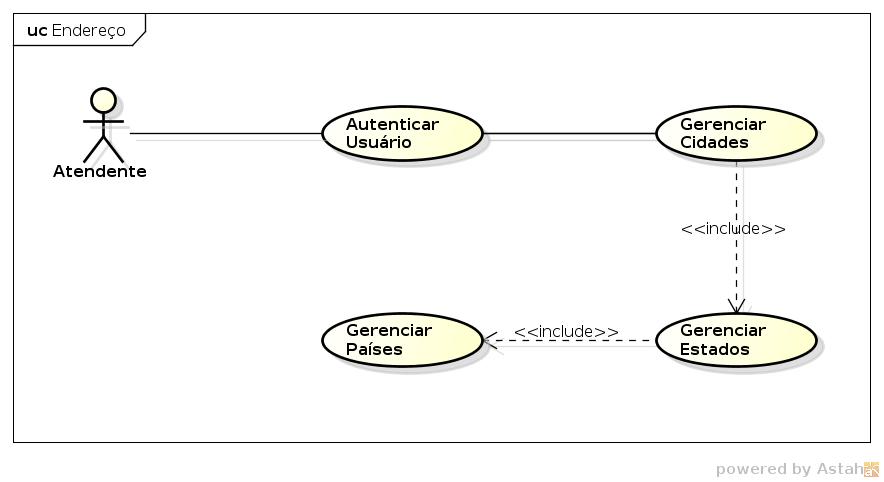 uc Endereço
Autenticar
Usuário
Gerenciar
Cidades
Atendente
<<include>>
Gerenciar
Países
<<include>>
Gerenciar
Estados
powered by Astah